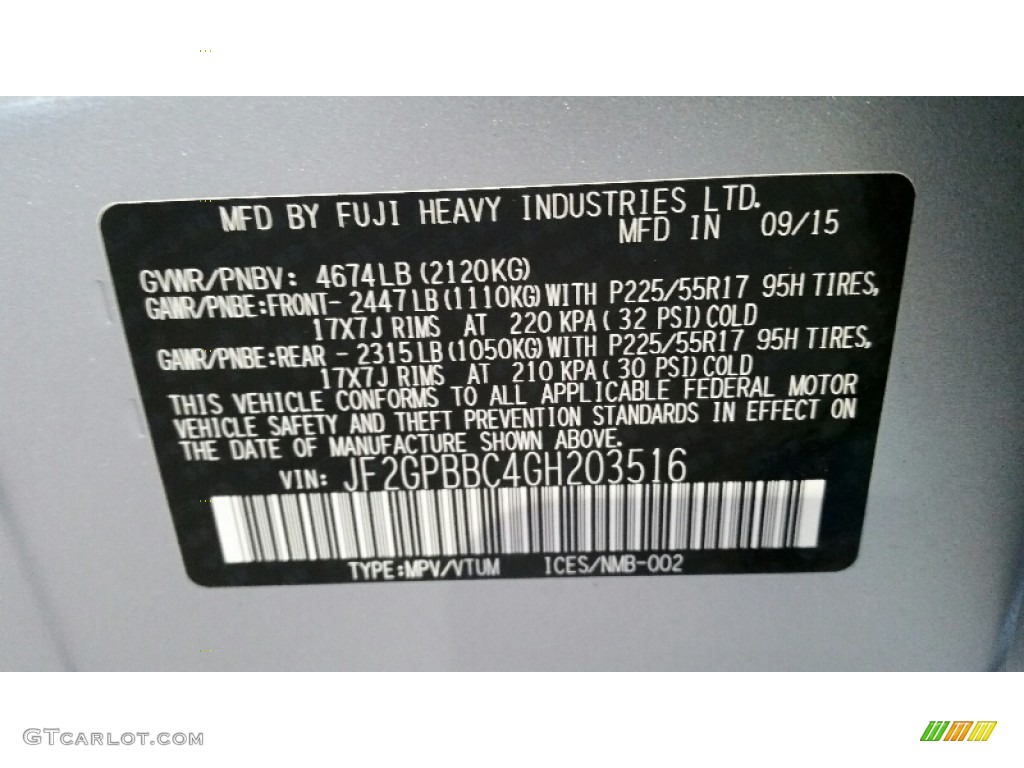 MFD BY FUJI HEAVY INDUSTRIES LTD.
MFD IN 09/15
GVWR/PNBV: 4674LB(2120KG)
GAWR/PNBE:FRONT- 2447LB(1110KG)WITH P225/55R17 95H TIRES,
17X7J RIMS AT 220 KPA( 32 PSI)COLD
GAWR/PNBE:REAR - 2315LB(1050KG)WITH P225/55R17 95H TIRES,
17X7J RIMS AT 210 KPA( 30 PSI)COLD
THIS VEHICLE CONFORMS TO ALL APPLICABLE FEDERAL MOTOR
VEHICLE SAFETY AND THEFT PREVENTION STANDARDS IN EFFECT ON
THE DATE OF MANUFACTURE SHOWN ABOVE.
VIN: JF2GPBBC4GH203516
TYPE:MPV/VTUM ICES/NMB-002
GTCARLOT.COM